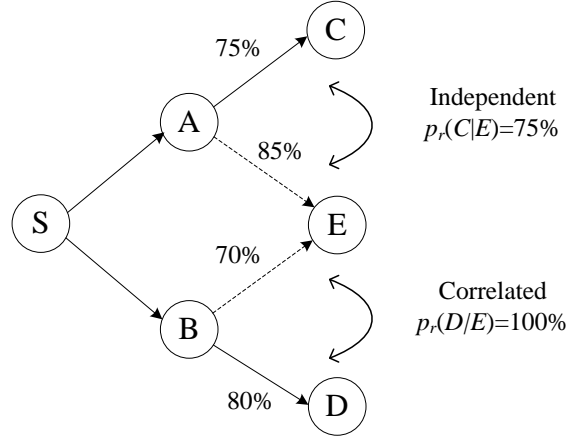 C
75%
Independent
pr(C|E)=75%
A
85%
S
E
70%
Correlated
pr(D/E)=100%
B
80%
D